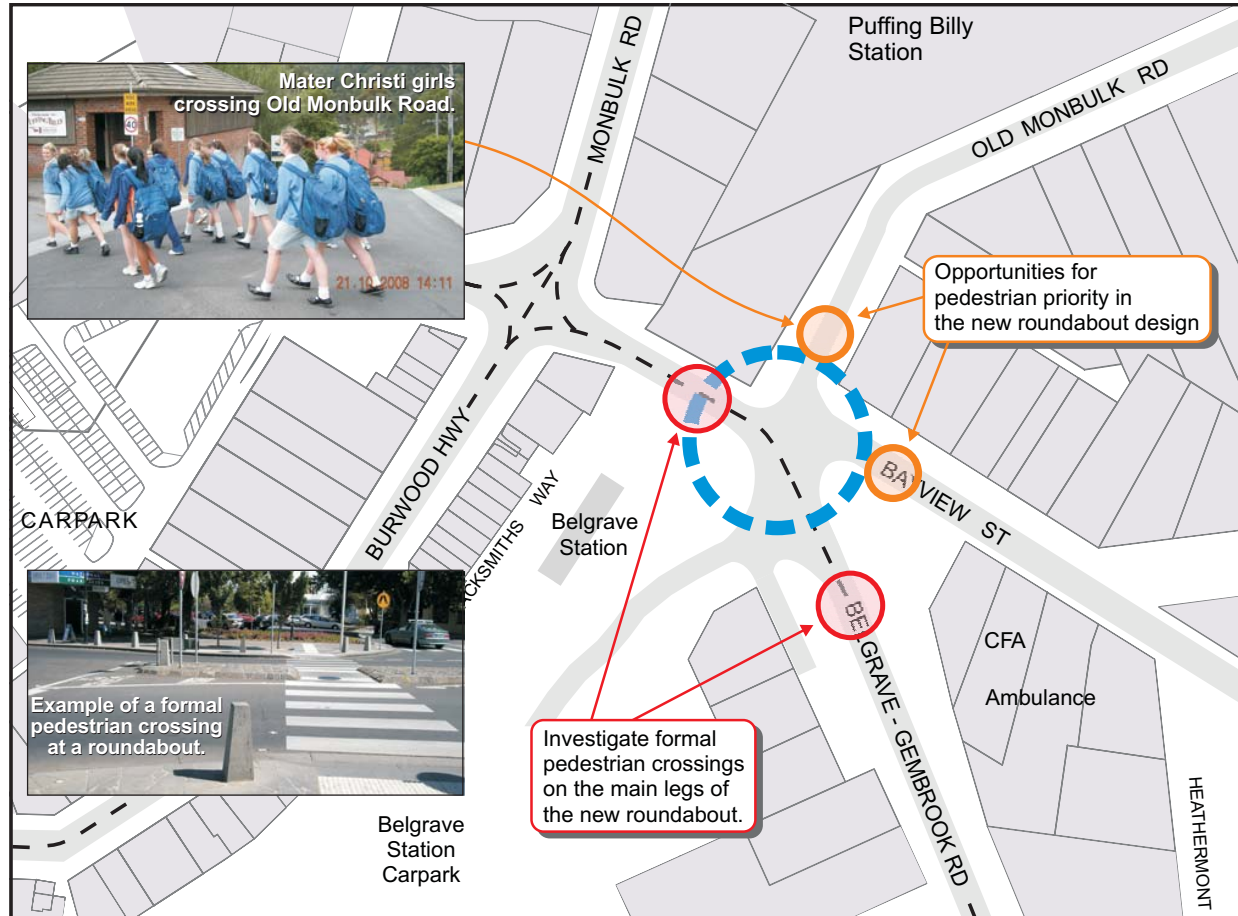 Puffing Billy
Station
MONBULK RD
OLD MONBULK RD
Mater Christi girls
crossing Old Monbulk Road.
40
21.10.2008 14:11
Opportunities for
pedestrian priority in
the new roundabout design
BURWOOD HWY
ACKSMITHS WAY
Belgrave
Station
BAYVIEW ST
CARPARK
BELGRAVE - GEMBROOK RD
CFA
Ambulance
Example of a formal
pedestrian crossing
at a roundabout.
Investigate formal
pedestrian crossings
on the main legs of
the new roundabout.
Belgrave
Station
Carpark
HEATHERMONT